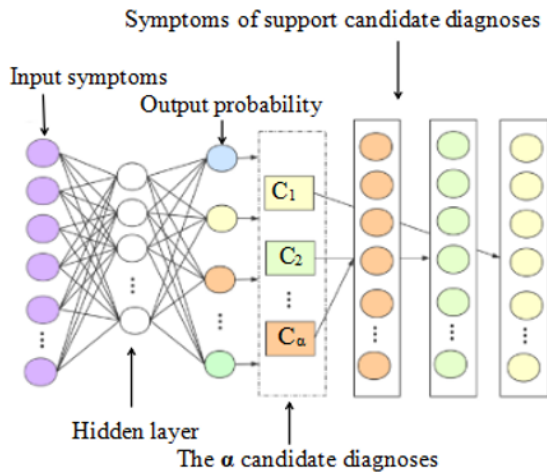 Symptoms of support candidate diagnoses
Input symptoms
Output probability
C1
C2
Cα
Hidden layer
The α candidate diagnoses